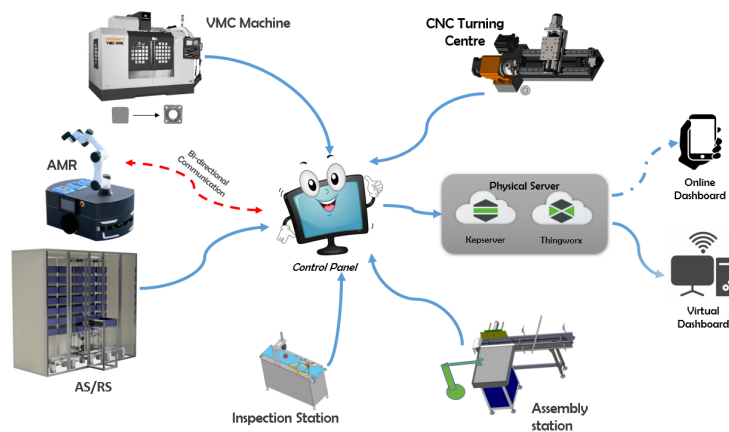 VMC Machine
CNC Turning
Centre
AMR
Bi-directional
Communication
Physical Server
Kepserver
Thingworx
Online
Dashboard
Control Panel
Virtual
Dashboard
AS/RS
Inspection Station
Assembly
station